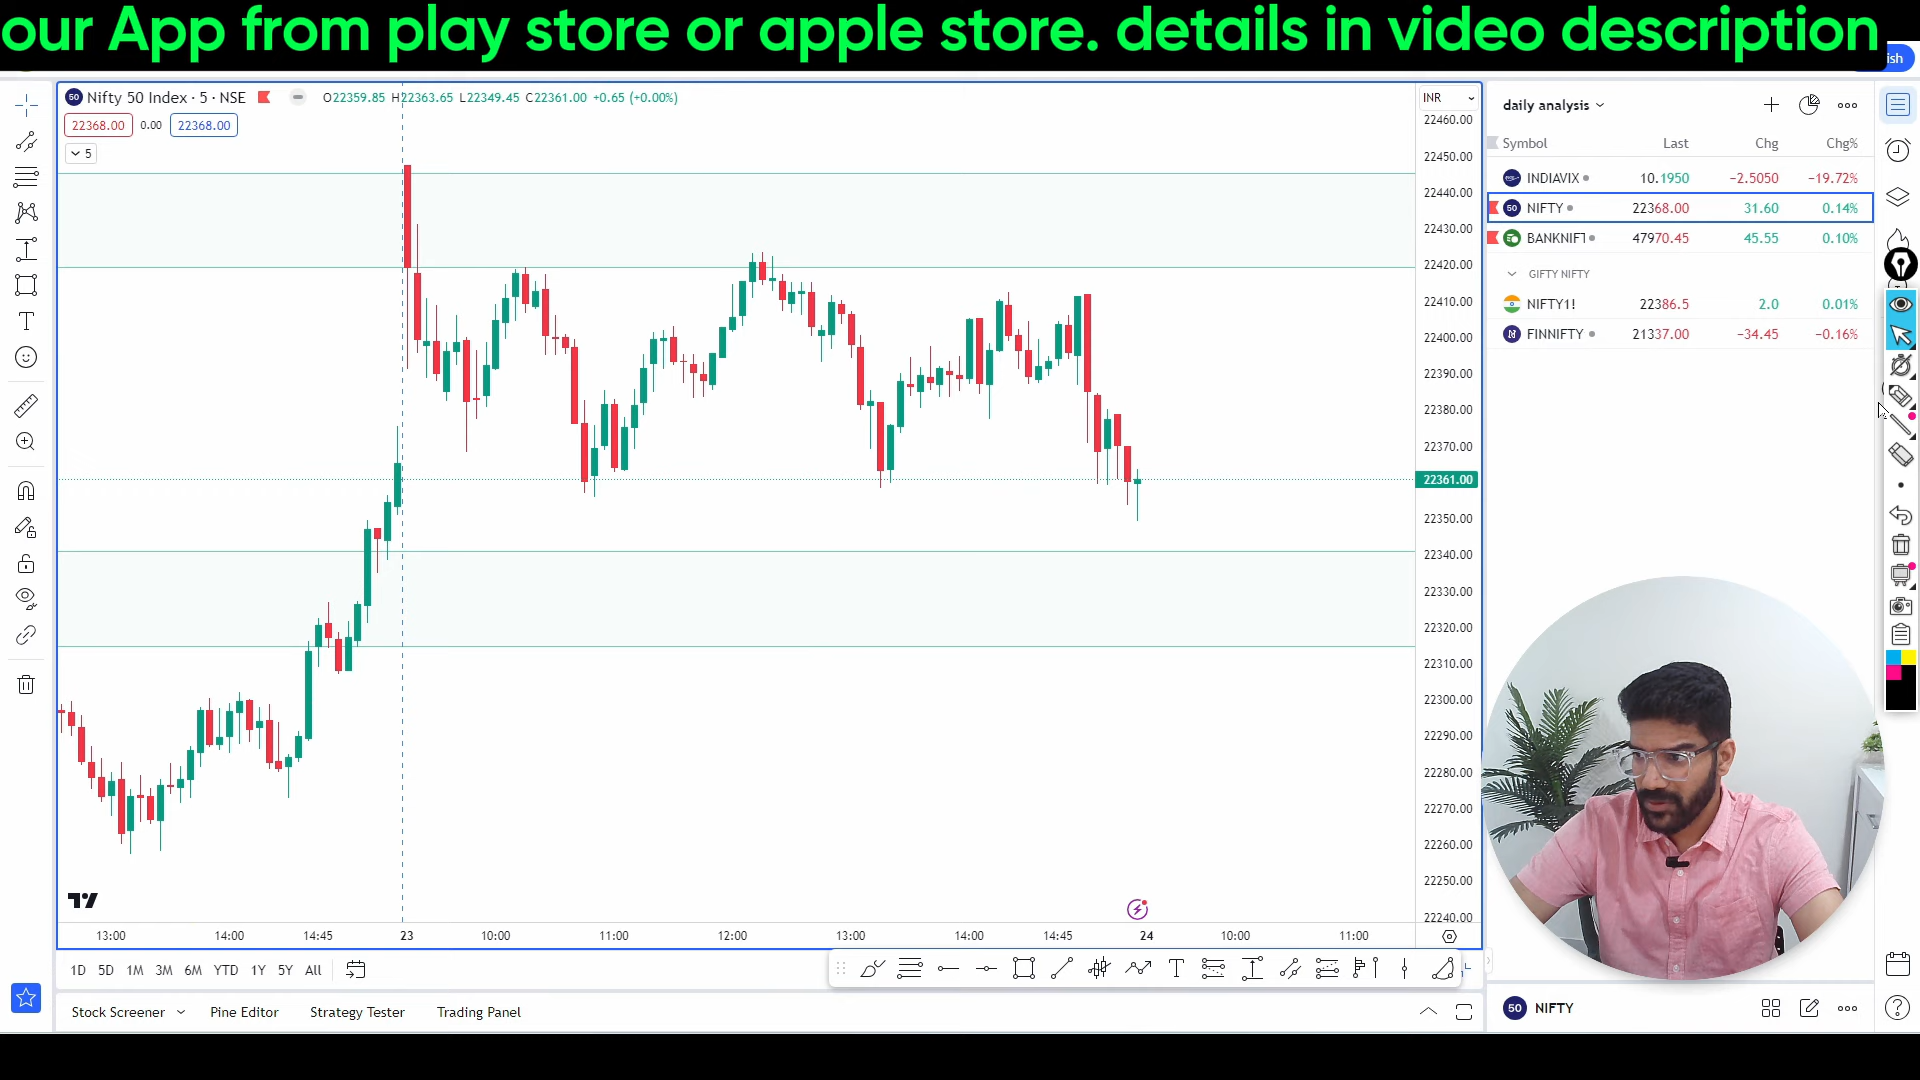 our App from play store or apple store. details in video description
ish
50 Nifty 50 Index · 5 · NSE O22359.85 H22363.65 L22349.45 C22361.00 +0.65 (+0.00%)
22368.00 0.00 22368.00
5
INR
22460.00
22450.00
22440.00
22430.00
22420.00
22410.00
22400.00
22390.00
22380.00
22370.00
22361.00
22350.00
22340.00
22330.00
22320.00
22310.00
22300.00
22290.00
22280.00
22270.00
22260.00
22250.00
22240.00
13:00 14:00 14:45 23 10:00 11:00 12:00 13:00 14:00 14:45 24 10:00 11:00
1D 5D 1M 3M 6M YTD 1Y 5Y All
Stock Screener Pine Editor Strategy Tester Trading Panel
daily analysis
Symbol Last Chg Chg%
INDIAVIX 10.1950 −2.5050 −19.72%
50 NIFTY 22368.00 31.60 0.14%
BANKNIFT 47970.45 45.55 0.10%
GIFTY NIFTY
NIFTY1! 22386.5 2.0 0.01%
FINNIFTY 21337.00 −34.45 −0.16%
50 NIFTY